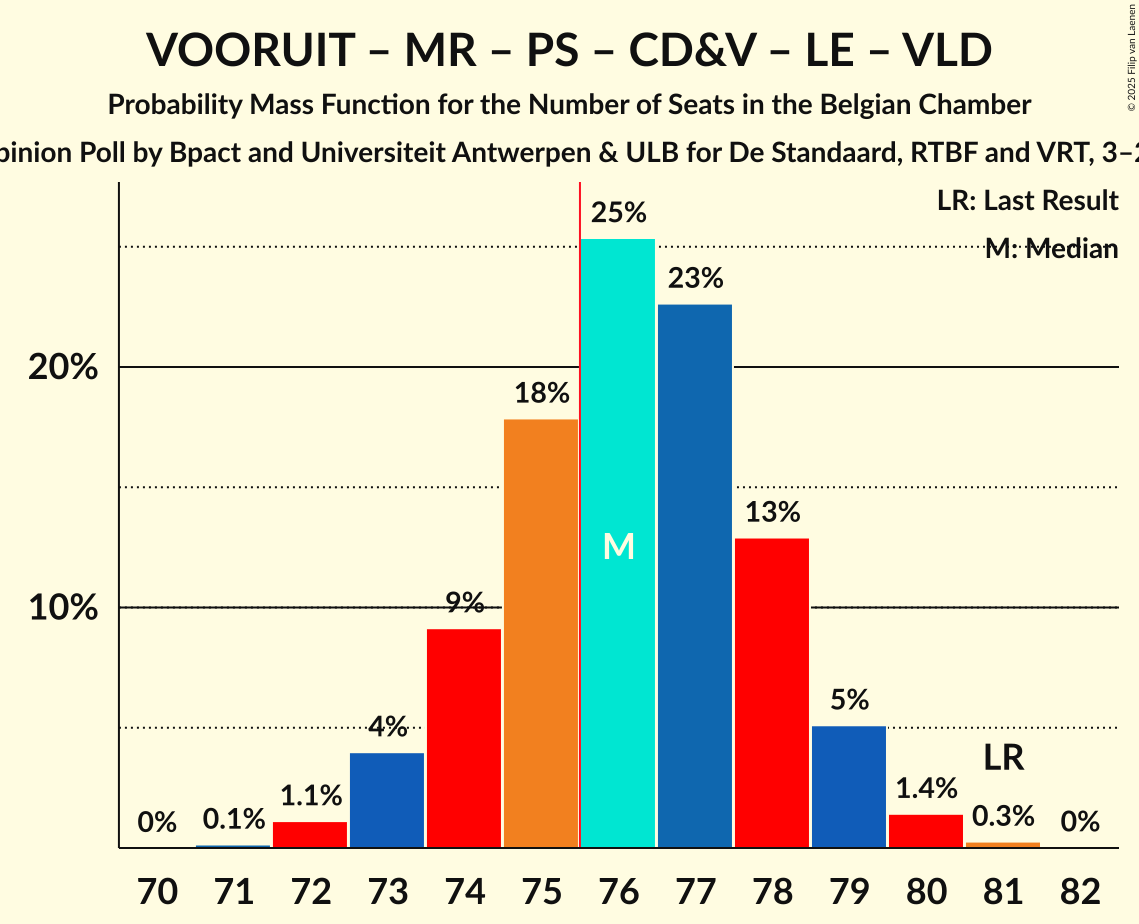 VOORUIT – MR – PS – CD&V – LE – VLD
Probability Mass Function for the Number of Seats in the Belgian Chamber
pinion Poll by Bpact and Universiteit Antwerpen & ULB for De Standaard, RTBF and VRT, 3–2
© 2025 Filip van Laenen
LR: Last Result
M: Median
25%
23%
20%
18%
13%
M
10%
9%
5%
4%
LR
1.4%
1.1%
0.3%
0.1%
0%
0%
70 71 72 73 74 75 76 77 78 79 80 81 82